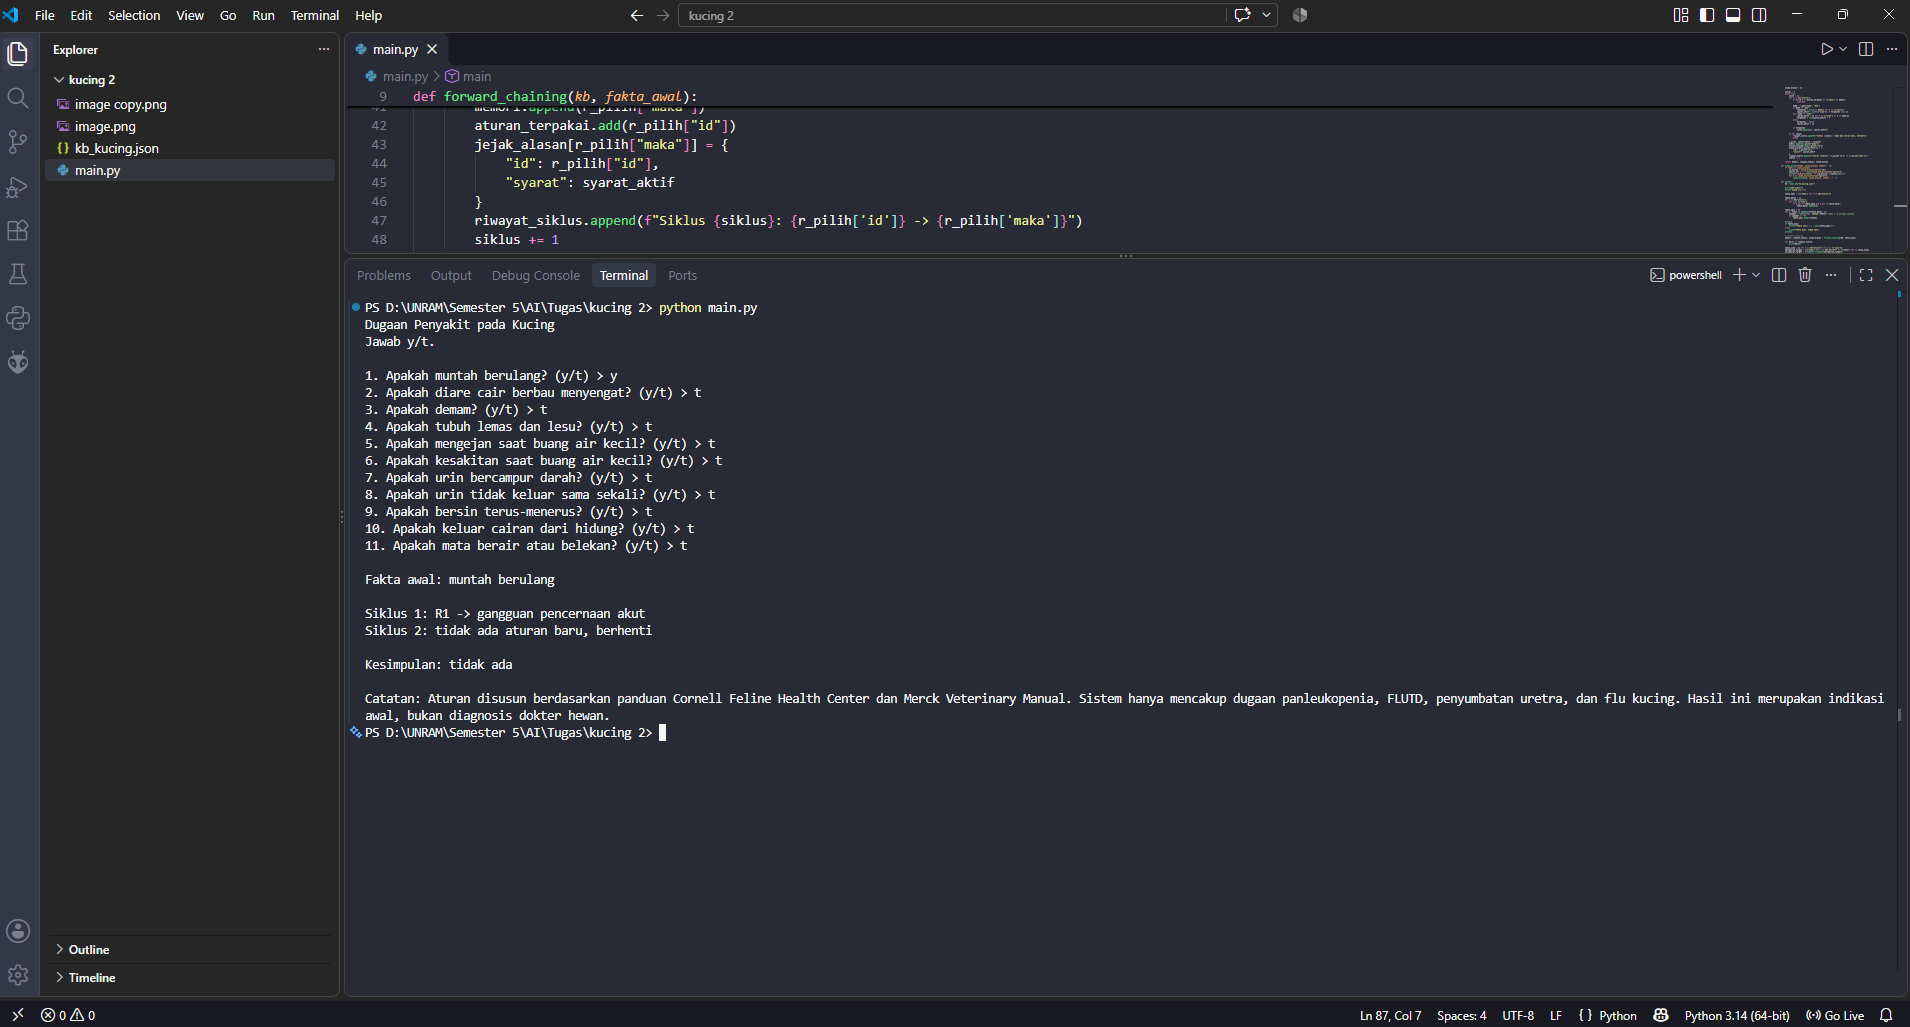 File Edit Selection View Go Run Terminal Help
kucing 2
Explorer
kucing 2
image copy.png
image.png
{} kb_kucing.json
main.py
Outline
Timeline
main.py
main.py > main
9 def forward_chaining(kb, fakta_awal):
41 memori.append(r_pilih["maka"])
42 aturan_terpakai.add(r_pilih["id"])
43 jejak_alasan[r_pilih["maka"]] = {
44 "id": r_pilih["id"],
45 "syarat": syarat_aktif
46 }
47 riwayat_siklus.append(f"Siklus {siklus}: {r_pilih['id']} -> {r_pilih['maka']}")
48 siklus += 1
Problems Output Debug Console Terminal Ports
powershell
PS D:\UNRAM\Semester 5\AI\Tugas\kucing 2> python main.py
Dugaan Penyakit pada Kucing
Jawab y/t.
1. Apakah muntah berulang? (y/t) > y
2. Apakah diare cair berbau menyengat? (y/t) > t
3. Apakah demam? (y/t) > t
4. Apakah tubuh lemas dan lesu? (y/t) > t
5. Apakah mengejan saat buang air kecil? (y/t) > t
6. Apakah kesakitan saat buang air kecil? (y/t) > t
7. Apakah urin bercampur darah? (y/t) > t
8. Apakah urin tidak keluar sama sekali? (y/t) > t
9. Apakah bersin terus-menerus? (y/t) > t
10. Apakah keluar cairan dari hidung? (y/t) > t
11. Apakah mata berair atau belekan? (y/t) > t
Fakta awal: muntah berulang
Siklus 1: R1 -> gangguan pencernaan akut
Siklus 2: tidak ada aturan baru, berhenti
Kesimpulan: tidak ada
Catatan: Aturan disusun berdasarkan panduan Cornell Feline Health Center dan Merck Veterinary Manual. Sistem hanya mencakup dugaan panleukopenia, FLUTD, penyumbatan uretra, dan flu kucing. Hasil ini merupakan indikasi
awal, bukan diagnosis dokter hewan.
PS D:\UNRAM\Semester 5\AI\Tugas\kucing 2>
0 0
Ln 87, Col 7 Spaces: 4 UTF-8 LF {} Python Python 3.14 (64-bit) Go Live